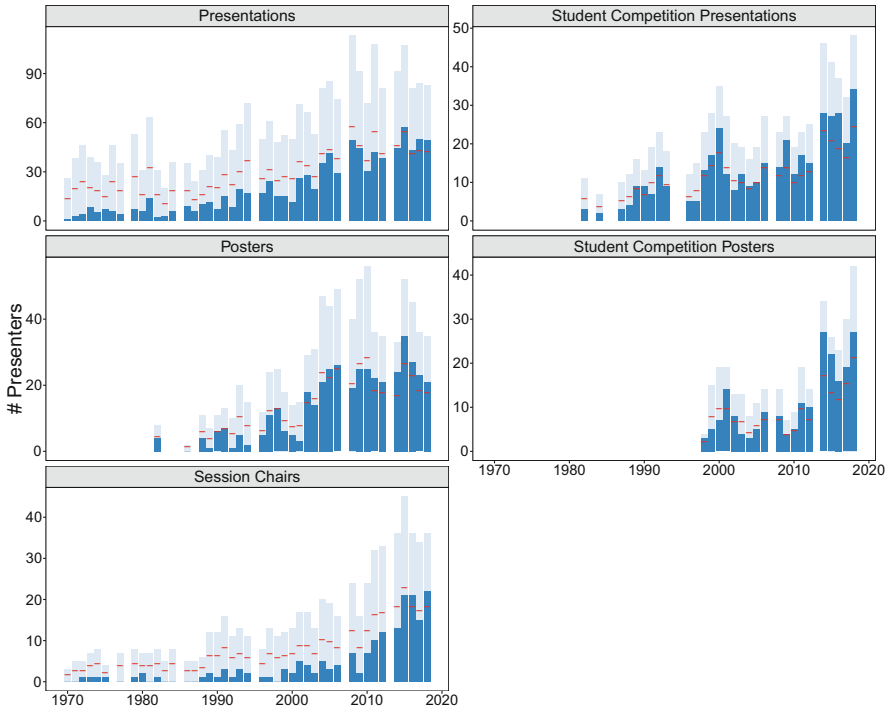 Presentations
Student Competition Presentations
90
60
30
0
50
40
30
20
10
0
Posters
Student Competition Posters
# Presenters
40
20
0
40
30
20
10
0
1970 1980 1990 2000 2010 2020
Session Chairs
40
30
20
10
0
1970 1980 1990 2000 2010 2020